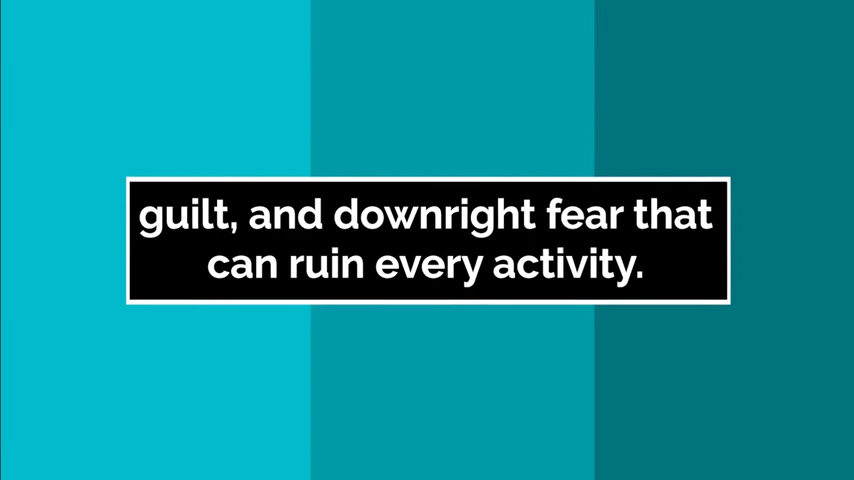 guilt, and downright fear that
can ruin every activity.